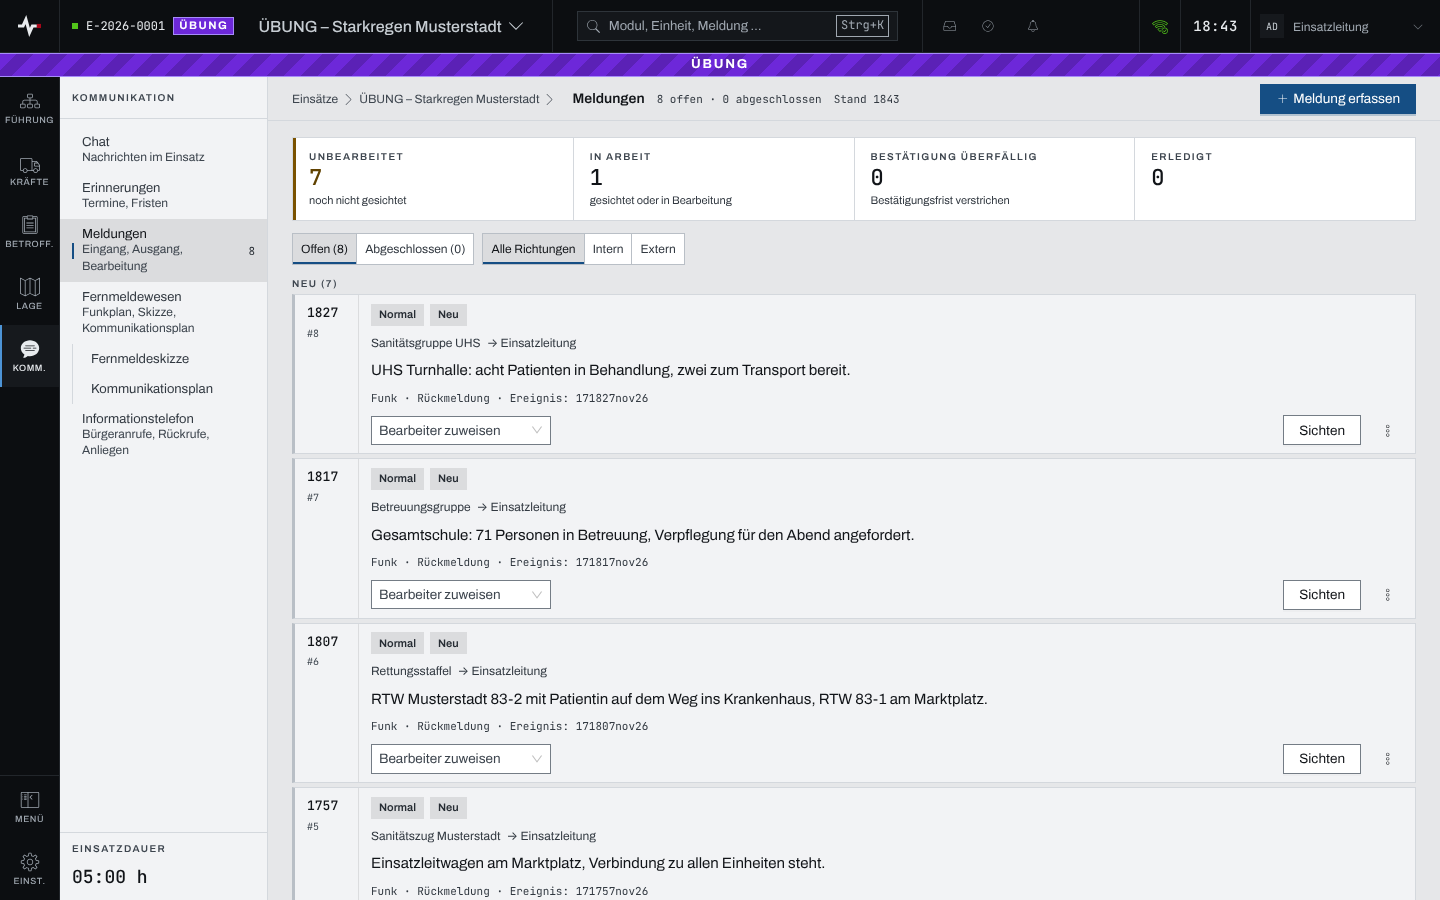 E-2026-0001 ÜBUNG ÜBUNG – Starkregen Musterstadt Modul, Einheit, Meldung ... Strg+K 18:43 AD Einsatzleitung
ÜBUNG
FÜHRUNG
KRÄFTE
BETROFF.
LAGE
KOMM.
MENÜ
EINST.
KOMMUNIKATION
Chat
Nachrichten im Einsatz
Erinnerungen
Termine, Fristen
Meldungen
Eingang, Ausgang,
Bearbeitung
8
Fernmeldewesen
Funkplan, Skizze,
Kommunikationsplan
Fernmeldeskizze
Kommunikationsplan
Informationstelefon
Bürgeranrufe, Rückrufe,
Anliegen
EINSATZDAUER
05:00 h
Einsätze ÜBUNG – Starkregen Musterstadt Meldungen 8 offen · 0 abgeschlossen Stand 1843
+ Meldung erfassen
UNBEARBEITET
7
noch nicht gesichtet
IN ARBEIT
1
gesichtet oder in Bearbeitung
BESTÄTIGUNG ÜBERFÄLLIG
0
Bestätigungsfrist verstrichen
ERLEDIGT
0
Offen (8) Abgeschlossen (0) Alle Richtungen Intern Extern
NEU (7)
1827
#8
Normal Neu
Sanitätsgruppe UHS → Einsatzleitung
UHS Turnhalle: acht Patienten in Behandlung, zwei zum Transport bereit.
Funk · Rückmeldung · Ereignis: 171827nov26
Bearbeiter zuweisen Sichten
1817
#7
Normal Neu
Betreuungsgruppe → Einsatzleitung
Gesamtschule: 71 Personen in Betreuung, Verpflegung für den Abend angefordert.
Funk · Rückmeldung · Ereignis: 171817nov26
Bearbeiter zuweisen Sichten
1807
#6
Normal Neu
Rettungsstaffel → Einsatzleitung
RTW Musterstadt 83-2 mit Patientin auf dem Weg ins Krankenhaus, RTW 83-1 am Marktplatz.
Funk · Rückmeldung · Ereignis: 171807nov26
Bearbeiter zuweisen Sichten
1757
#5
Normal Neu
Sanitätszug Musterstadt → Einsatzleitung
Einsatzleitwagen am Marktplatz, Verbindung zu allen Einheiten steht.
Funk · Rückmeldung · Ereignis: 171757nov26